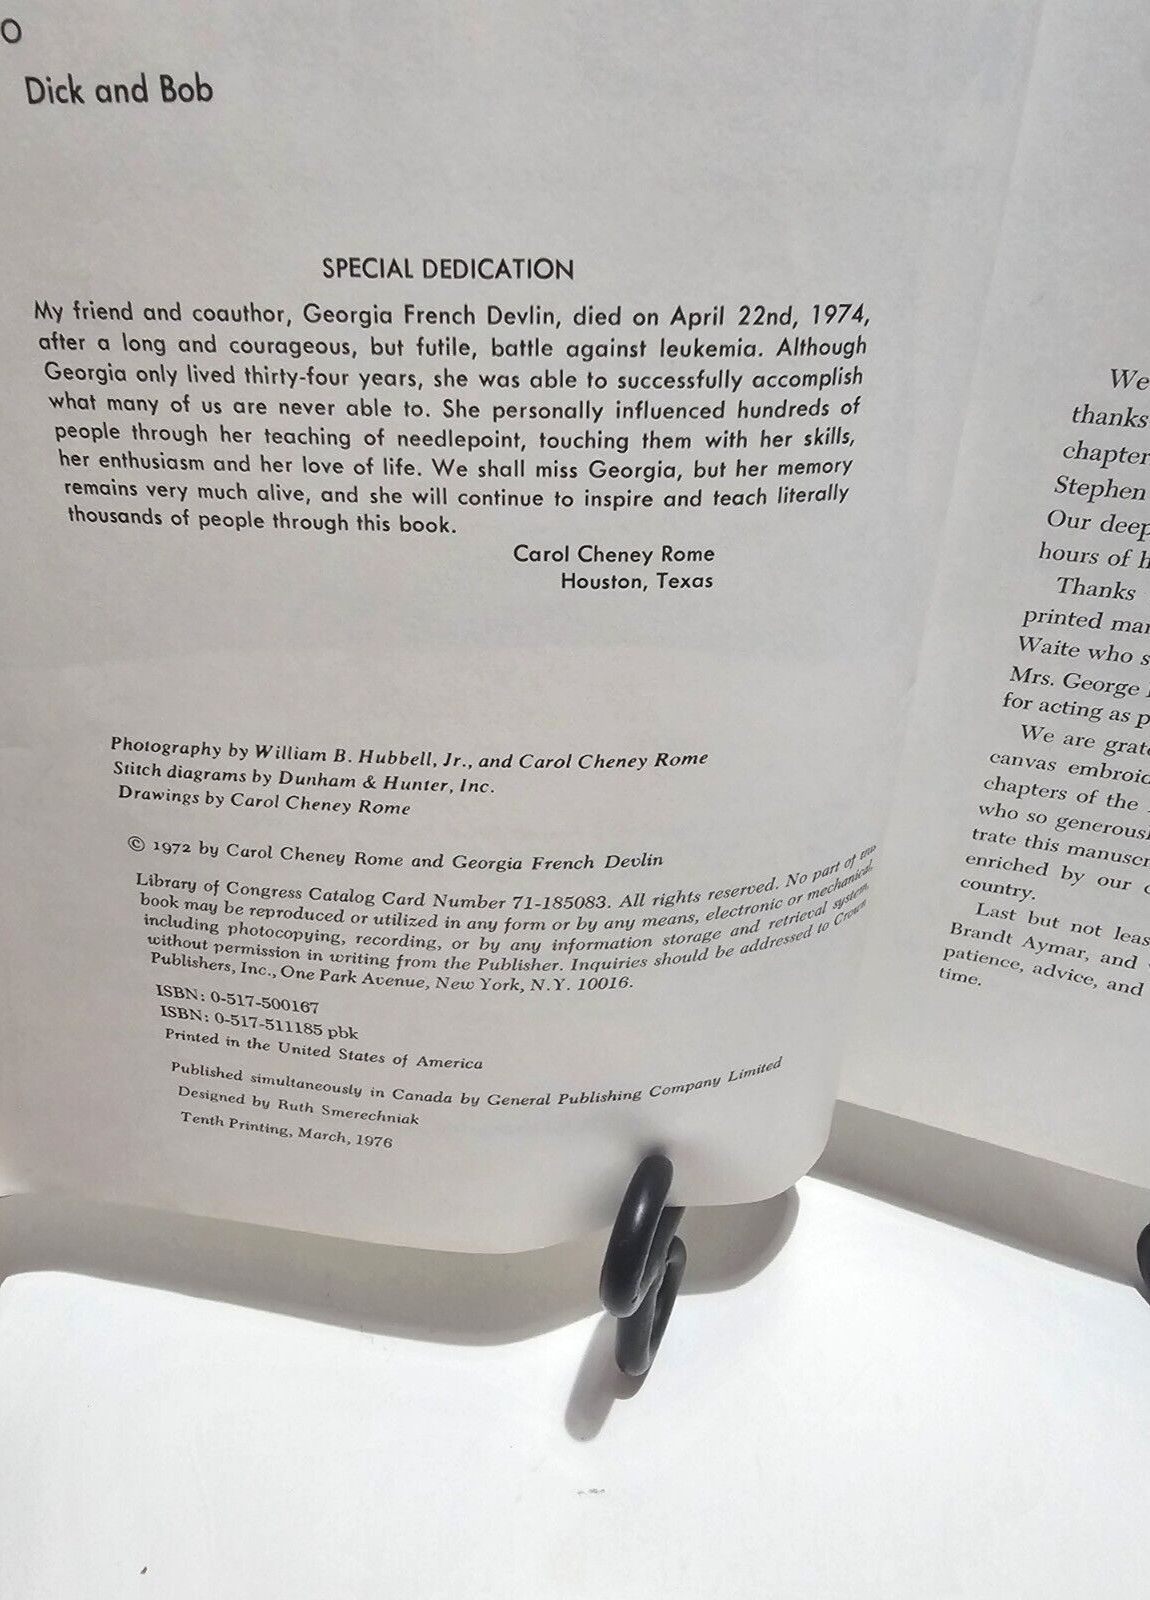 O
Dick and Bob
SPECIAL DEDICATION
My friend and coauthor, Georgia French Devlin, died on April 22nd, 1974,
after a long and courageous, but futile, battle against leukemia. Although
Georgia only lived thirty-four years, she was able to successfully accomplish
what many of us are never able to. She personally influenced hundreds of
people through her teaching of needlepoint, touching them with her skills,
her enthusiasm and her love of life. We shall miss Georgia, but her memory
remains very much alive, and she will continue to inspire and teach literally
thousands of people through this book.
Carol Cheney Rome
Houston, Texas
Photography by William B. Hubbell, Jr., and Carol Cheney Rome
Stitch diagrams by Dunham & Hunter, Inc.
Drawings by Carol Cheney Rome
© 1972 by Carol Cheney Rome and Georgia French Devlin
Library of Congress Catalog Card Number 71-185083. All rights reserved. No part of this
book may be reproduced or utilized in any form or by any means, electronic or mechanical,
including photocopying, recording, or by any information storage and retrieval system,
without permission in writing from the Publisher. Inquiries should be addressed to Crown
Publishers, Inc., One Park Avenue, New York, N.Y. 10016.
ISBN: 0-517-500167
ISBN: 0-517-511185 pbk
Printed in the United States of America
Published simultaneously in Canada by General Publishing Company Limited
Designed by Ruth Smerechniak
Tenth Printing, March, 1976
We
thanks
chapter
Stephen
Our deep
hours of h
Thanks
printed man
Waite who s
Mrs. George
for acting as p
We are grate
canvas embroid
chapters of the
who so generousl
trate this manuscr
enriched by our c
country.
Last but not leas
Brandt Aymar, and
patience, advice, and
time.